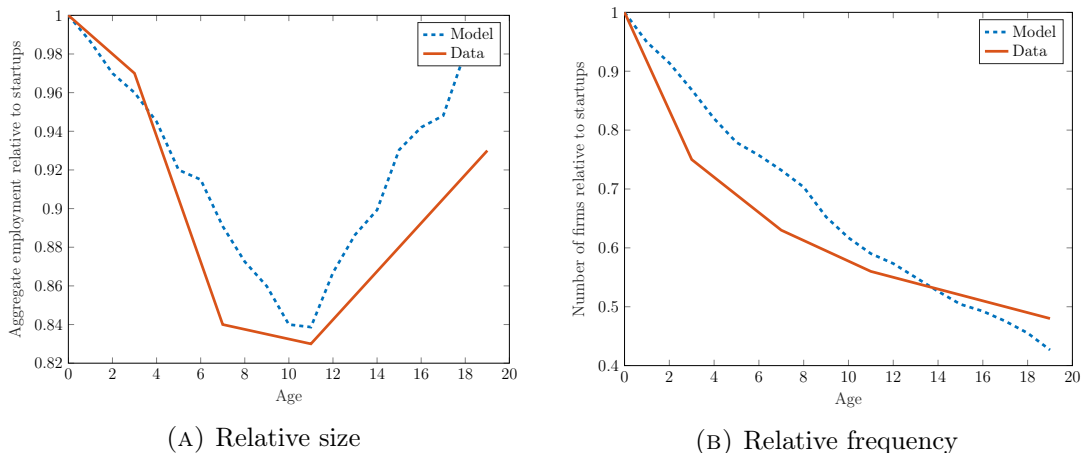 Aggregate employment relative to startups
0.98
0.96
0.94
0.92
0.9
0.88
0.86
0.84
0.82
0 2 4 6 8 10 12 14 16 18 20
Age
Model
Data
(A) Relative size
Number of firms relative to startups
1
0.9
0.8
0.7
0.6
0.5
0.4
0 2 4 6 8 10 12 14 16 18 20
Age
Model
Data
(B) Relative frequency